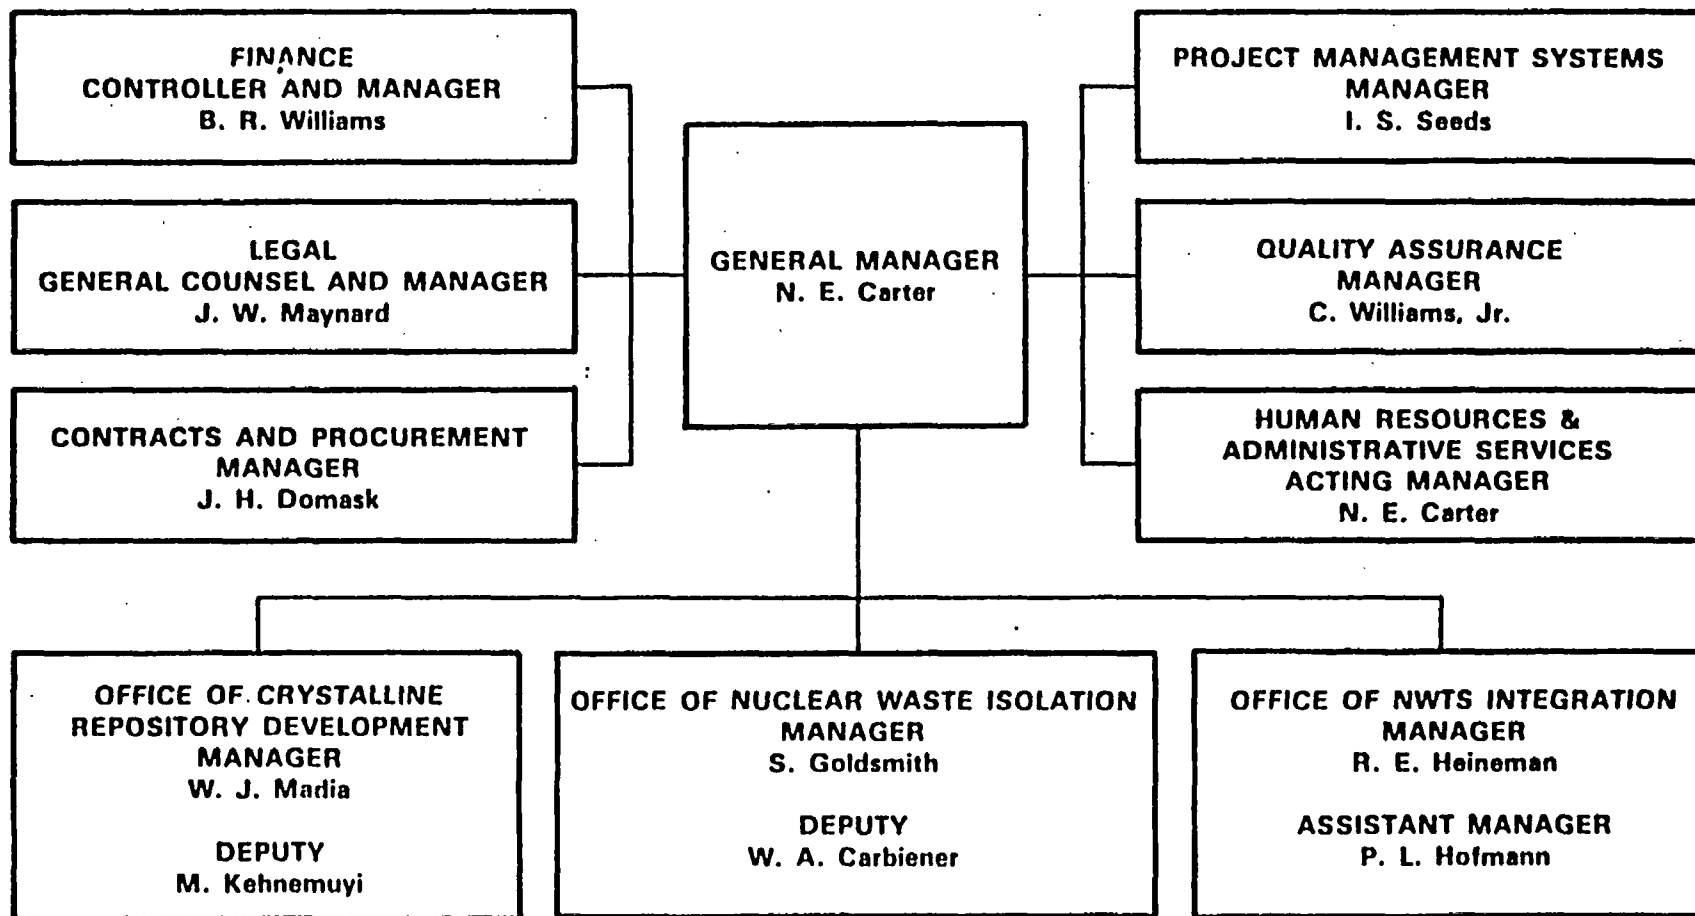 FINANCE
CONTROLLER AND MANAGER
B. R. Williams
LEGAL
GENERAL COUNSEL AND MANAGER
J. W. Maynard
CONTRACTS AND PROCUREMENT
MANAGER
J. H. Domask
GENERAL MANAGER
N. E. Carter
PROJECT MANAGEMENT SYSTEMS
MANAGER
I. S. Seeds
QUALITY ASSURANCE
MANAGER
C. Williams, Jr.
HUMAN RESOURCES &
ADMINISTRATIVE SERVICES
ACTING MANAGER
N. E. Carter
OFFICE OF CRYSTALLINE
REPOSITORY DEVELOPMENT
MANAGER
W. J. Madia
DEPUTY
M. Kehnemuyi
OFFICE OF NUCLEAR WASTE ISOLATION
MANAGER
S. Goldsmith
DEPUTY
W. A. Carbiener
OFFICE OF NWTS INTEGRATION
MANAGER
R. E. Heineman
ASSISTANT MANAGER
P. L. Hofmann